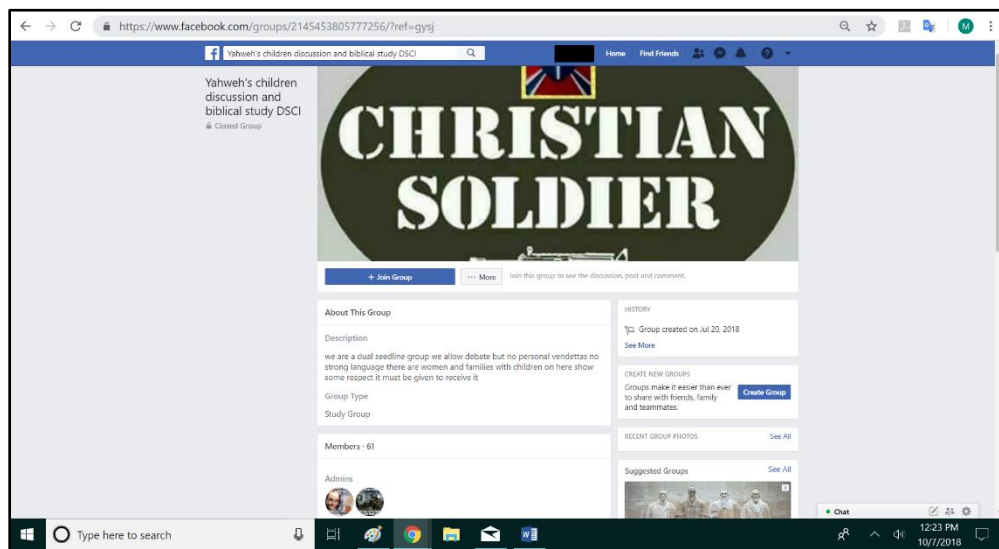 https://www.facebook.com/groups/2145453805777256/?ref=gysj
M
Yahweh's children discussion and biblical study DSCI
Home Find Friends
Yahweh's children
discussion and
biblical study DSCI
Closed Group
CHRISTIAN
SOLDIER
+ Join Group
··· More
Join this group to see the discussion, post and comment.
About This Group
Description
we are a dual seedline group we allow debate but no personal vendettas no
strong language there are women and families with children on here show
some respect it must be given to receive it
Group Type
Study Group
Members · 61
Admins
HISTORY
Group created on Jul 20, 2018
See More
CREATE NEW GROUPS
Groups make it easier than ever
to share with friends, family
and teammates.
Create Group
RECENT GROUP PHOTOS See All
Suggested Groups See All
Chat
Type here to search
12:23 PM
10/7/2018